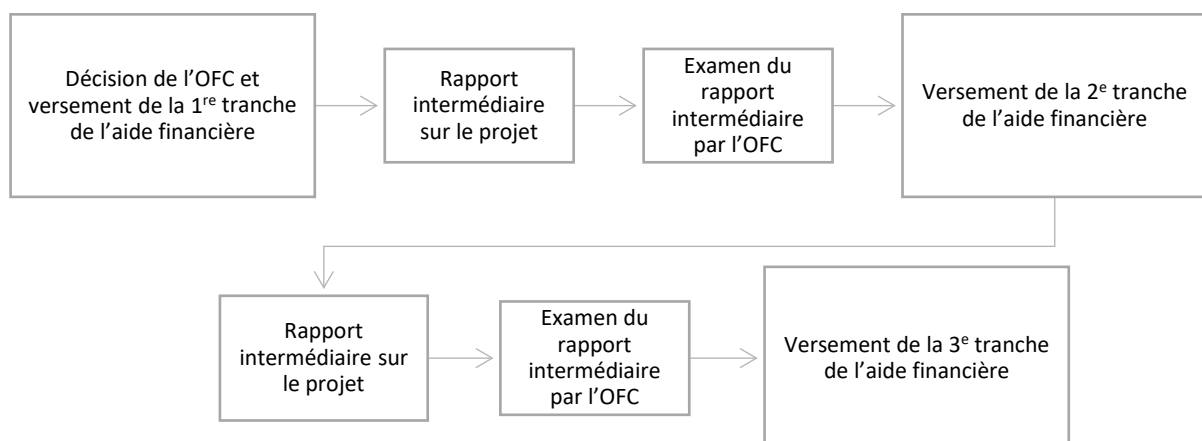 Décision de l’OFC et
versement de la 1re tranche
de l’aide financière
Rapport
intermédiaire
sur le projet
Examen du
rapport
intermédiaire
par l’OFC
Versement de la 2e tranche
de l’aide financière
Rapport
intermédiaire sur
le projet
Examen du
rapport
intermédiaire
par l’OFC
Versement de la 3e tranche
de l’aide financière